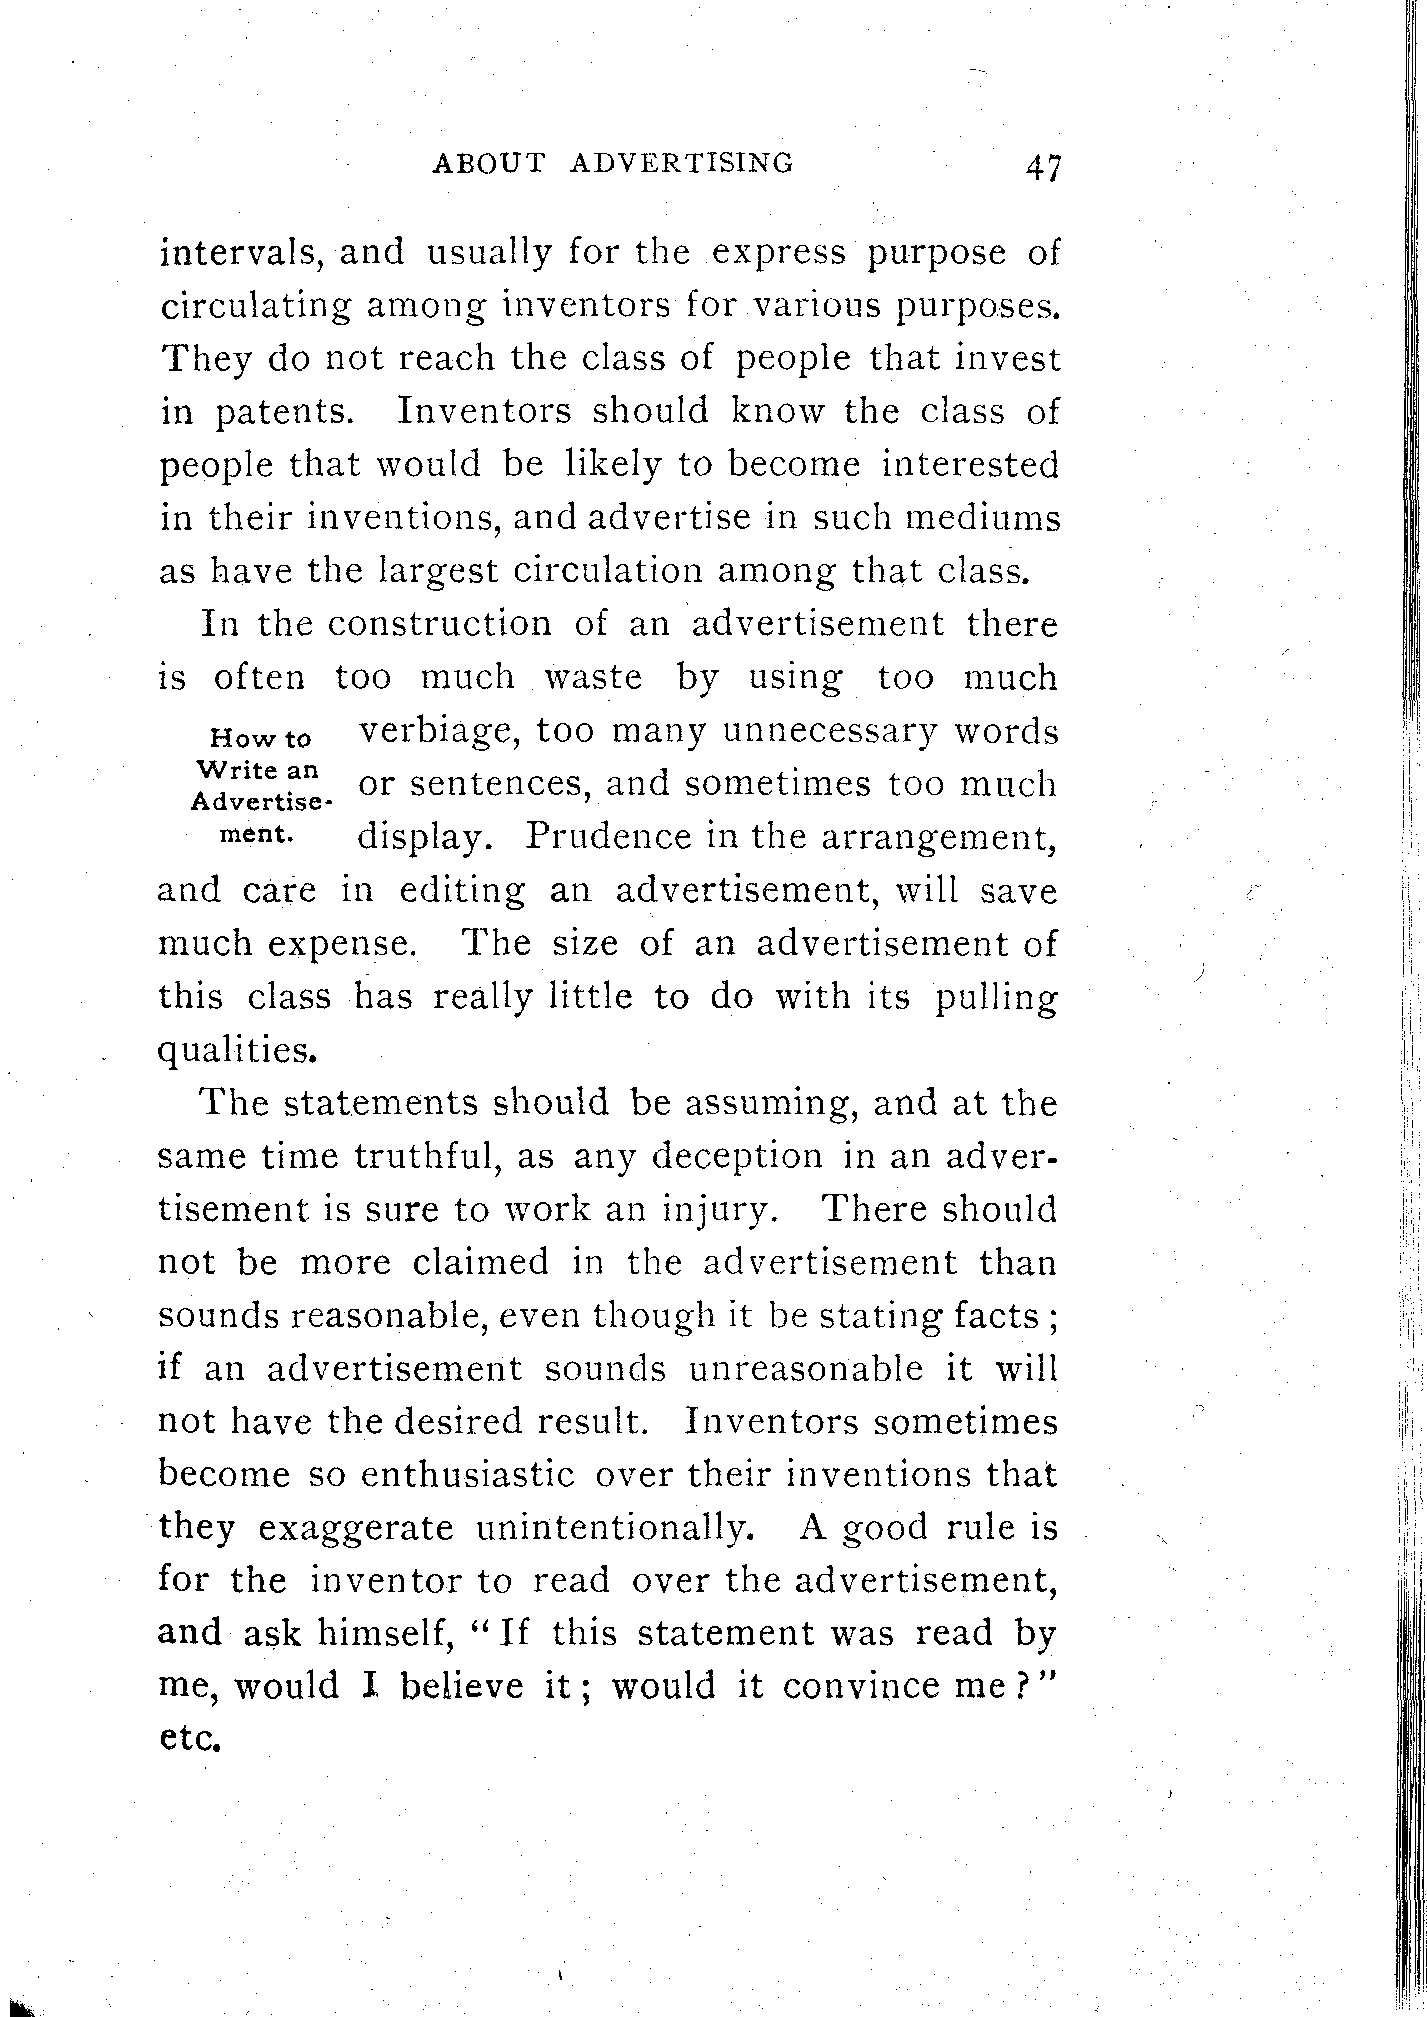 ABOUT ADVERTISING 47
intervals, and usually for the express purpose of
circulating among inventors for various purposes.
They do not reach the class of people that invest
in patents. Inventors should know the class of
people that would be likely to become interested
in their inventions, and advertise in such mediums
as have the largest circulation among that class.
In the construction of an advertisement there
is often too much waste by using too much
How to
Write an
Advertise-
ment.
verbiage, too many unnecessary words
or sentences, and sometimes too much
display. Prudence in the arrangement,
and care in editing an advertisement, will save
much expense. The size of an advertisement of
this class has really little to do with its pulling
qualities.
The statements should be assuming, and at the
same time truthful, as any deception in an adver-
tisement is sure to work an injury. There should
not be more claimed in the advertisement than
sounds reasonable, even though it be stating facts ;
if an advertisement sounds unreasonable it will
not have the desired result. Inventors sometimes
become so enthusiastic over their inventions that
they exaggerate unintentionally. A good rule is
for the inventor to read over the advertisement,
and ask himself, “ If this statement was read by
me, would I believe it ; would it convince me ? ”
etc.